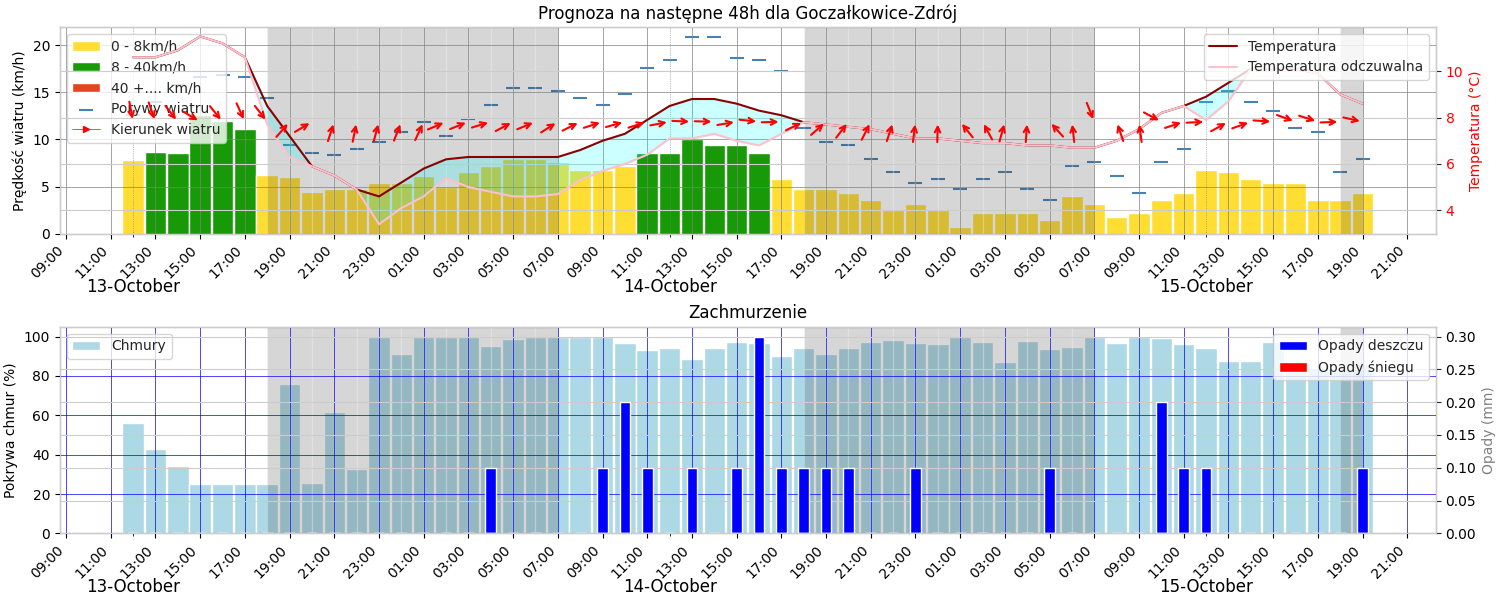 Prognoza na następne 48h dla Goczałkowice-Zdrój
Prędkość wiatru (km/h)
20
15
10
5
0
0 - 8km/h
8 - 40km/h
40 +.... km/h
Porywy wiatru
Kierunek wiatru
Temperatura
Temperatura odczuwalna
10
8
6
4
Temperatura (°C)
09:00 11:00 13:00 15:00 17:00 19:00 21:00 23:00 01:00 03:00 05:00 07:00 09:00 11:00 13:00 15:00 17:00 19:00 21:00 23:00 01:00 03:00 05:00 07:00 09:00 11:00 13:00 15:00 17:00 19:00 21:00
13-October 14-October 15-October
Zachmurzenie
Pokrywa chmur (%)
100
80
60
40
20
0
Chmury
Opady deszczu
Opady śniegu
0.30
0.25
0.20
0.15
0.10
0.05
0.00
Opady (mm)
09:00 11:00 13:00 15:00 17:00 19:00 21:00 23:00 01:00 03:00 05:00 07:00 09:00 11:00 13:00 15:00 17:00 19:00 21:00 23:00 01:00 03:00 05:00 07:00 09:00 11:00 13:00 15:00 17:00 19:00 21:00
13-October 14-October 15-October